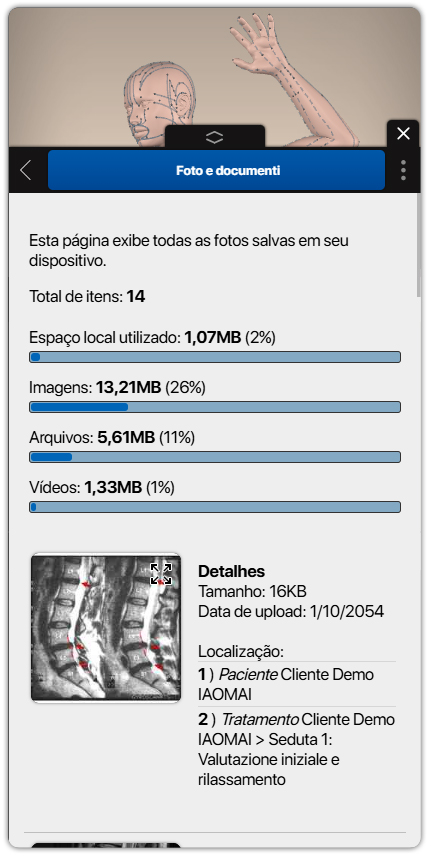 Foto e documenti
Esta página exibe todas as fotos salvas em seu
dispositivo.
Total de itens: 14
Espaço local utilizado: 1,07MB (2%)
Imagens: 13,21MB (26%)
Arquivos: 5,61MB (11%)
Vídeos: 1,33MB (1%)
Detalhes
Tamanho: 16KB
Data de upload: 1/10/2054
Localização:
1 ) Paciente Cliente Demo
IAOMAI
2 ) Tratamento Cliente Demo
IAOMAI > Seduta 1:
Valutazione iniziale e
rilassamento